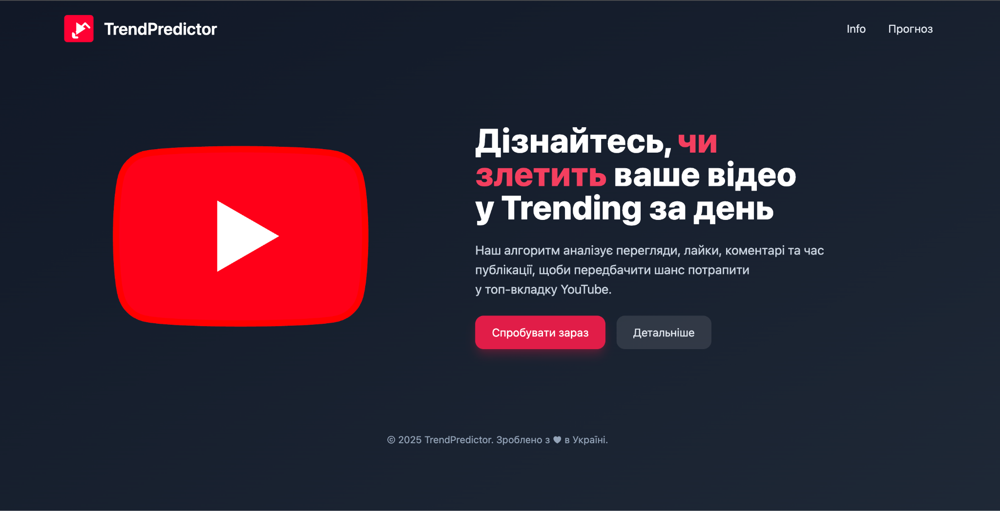 TrendPredictor
Info
Прогноз
Дізнайтесь, чи
злетить ваше відео
у Trending за день
Наш алгоритм аналізує перегляди, лайки, коментарі та час
публікації, щоби передбачити шанс потрапити
у топ-вкладку YouTube.
Спробувати зараз
Детальніше
© 2025 TrendPredictor. Зроблено з ♥ в Україні.